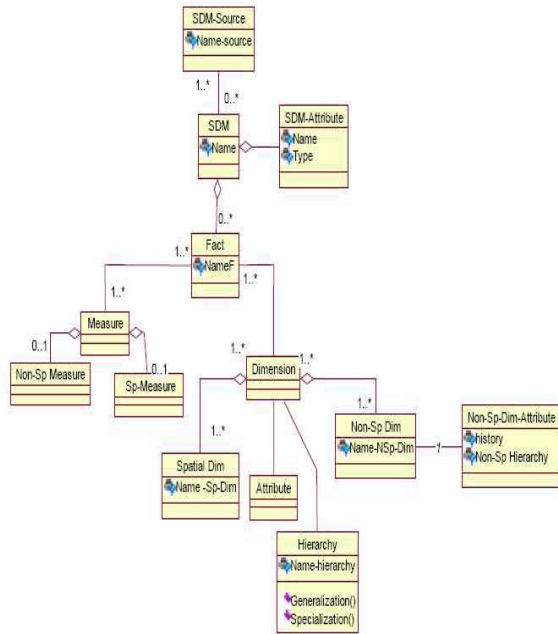 SDM-Source
Name-source
1..*
0..*
SDM
Name
SDM-Attribute
Name
Type
0..*
Fact
NameF
1..*
1..*
1..*
Measure
0..1
0..1
Non-Sp Measure
Sp-Measure
1..*
1..*
Dimension
1..*
1..*
Spatial Dim
Name -Sp-Dim
Attribute
Non-Sp Dim
Name-NSp-Dim
1
Non-Sp-Dim-Attribute
history
Non-Sp Hierarchy
Hierarchy
Name-hierarchy
Generalization()
Specialization()